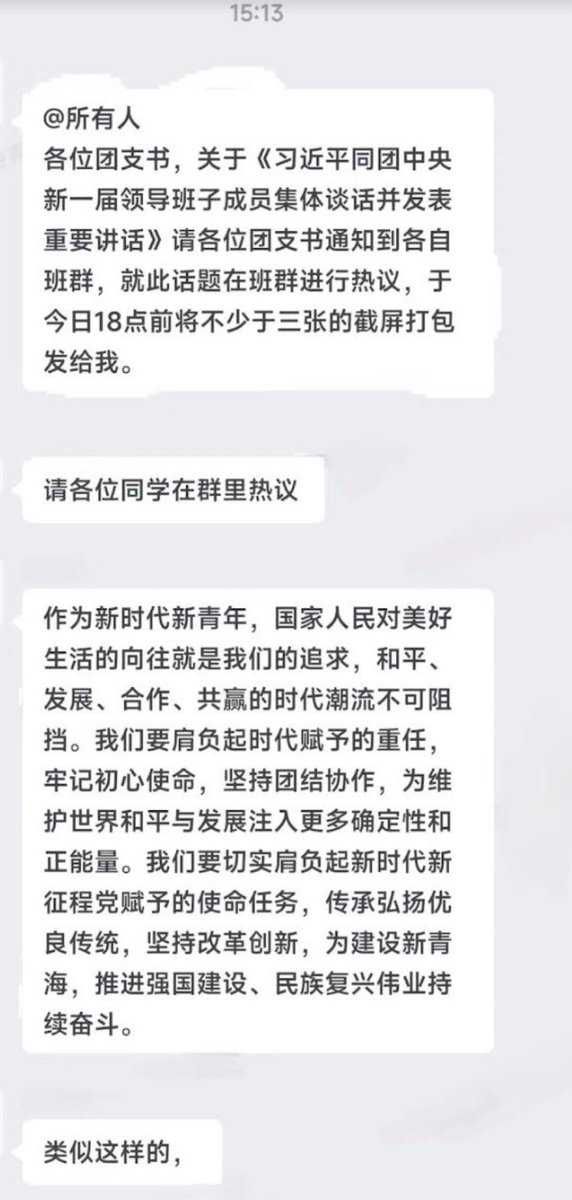 15:13
@所有人
各位团支书，关于《习近平同团中央
新一届领导班子成员集体谈话并发表
重要讲话》请各位团支书通知到各自
班群，就此话题在班群进行热议，于
今日18点前将不少于三张的截屏打包
发给我。
请各位同学在群里热议
作为新时代新青年，国家人民对美好
生活的向往就是我们的追求，和平、
发展、合作、共赢的时代潮流不可阻
挡。我们要肩负起时代赋予的重任，
牢记初心使命，坚持团结协作，为维
护世界和平与发展注入更多确定性和
正能量。我们要切实肩负起新时代新
征程党赋予的使命任务，传承弘扬优
良传统，坚持改革创新，为建设新青
海，推进强国建设、民族复兴伟业持
续奋斗。
类似这样的，